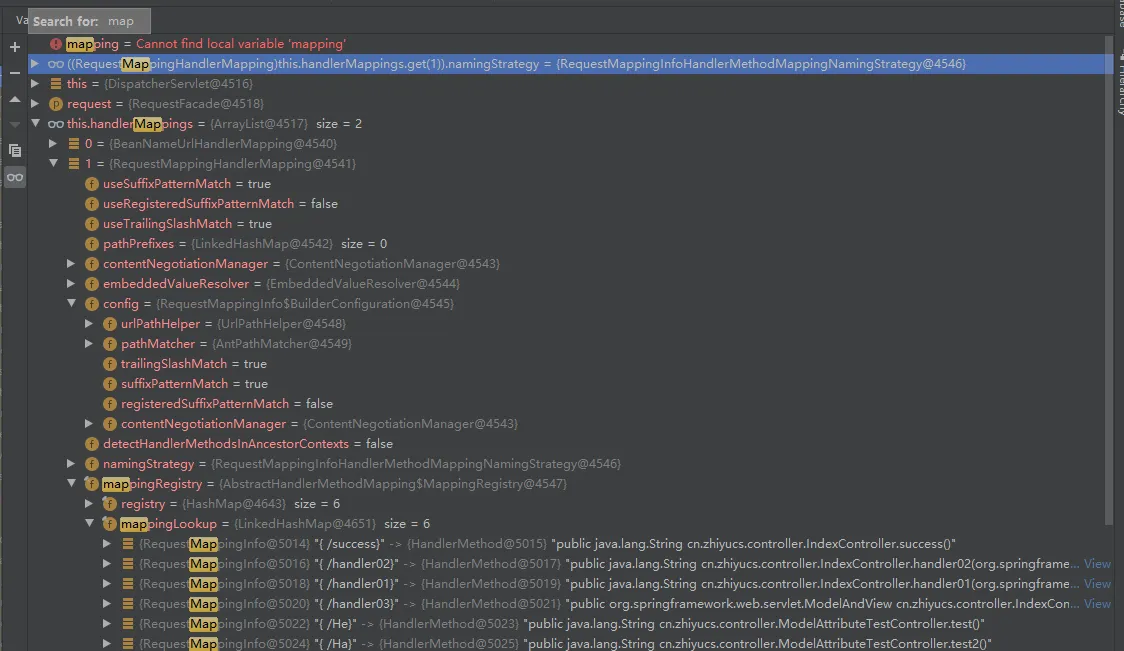 Va Search for: map
mapping = Cannot find local variable 'mapping'
((RequestMappingHandlerMapping)this.handlerMappings.get(1)).namingStrategy = {RequestMappingInfoHandlerMethodMappingNamingStrategy@4546}
this = {DispatcherServlet@4516}
p request = {RequestFacade@4518}
this.handlerMappings = {ArrayList@4517} size = 2
0 = {BeanNameUrlHandlerMapping@4540}
1 = {RequestMappingHandlerMapping@4541}
f useSuffixPatternMatch = true
f useRegisteredSuffixPatternMatch = false
f useTrailingSlashMatch = true
f pathPrefixes = {LinkedHashMap@4542} size = 0
f contentNegotiationManager = {ContentNegotiationManager@4543}
f embeddedValueResolver = {EmbeddedValueResolver@4544}
f config = {RequestMappingInfo$BuilderConfiguration@4545}
f urlPathHelper = {UrlPathHelper@4548}
f pathMatcher = {AntPathMatcher@4549}
f trailingSlashMatch = true
f suffixPatternMatch = true
f registeredSuffixPatternMatch = false
f contentNegotiationManager = {ContentNegotiationManager@4543}
f detectHandlerMethodsInAncestorContexts = false
f namingStrategy = {RequestMappingInfoHandlerMethodMappingNamingStrategy@4546}
f mappingRegistry = {AbstractHandlerMethodMapping$MappingRegistry@4547}
f registry = {HashMap@4643} size = 6
f mappingLookup = {LinkedHashMap@4651} size = 6
{RequestMappingInfo@5014} "{ /success}" -> {HandlerMethod@5015} "public java.lang.String cn.zhiyucs.controller.IndexController.success()"
{RequestMappingInfo@5016} "{ /handler02}" -> {HandlerMethod@5017} "public java.lang.String cn.zhiyucs.controller.IndexController.handler02(org.springframe... View
{RequestMappingInfo@5018} "{ /handler01}" -> {HandlerMethod@5019} "public java.lang.String cn.zhiyucs.controller.IndexController.handler01(org.springframe... View
{RequestMappingInfo@5020} "{ /handler03}" -> {HandlerMethod@5021} "public org.springframework.web.servlet.ModelAndView cn.zhiyucs.controller.IndexCon... View
{RequestMappingInfo@5022} "{ /He}" -> {HandlerMethod@5023} "public java.lang.String cn.zhiyucs.controller.ModelAttributeTestController.test()"
{RequestMappingInfo@5024} "{ /Ha}" -> {HandlerMethod@5025} "public java.lang.String cn.zhiyucs.controller.ModelAttributeTestController.test2()"